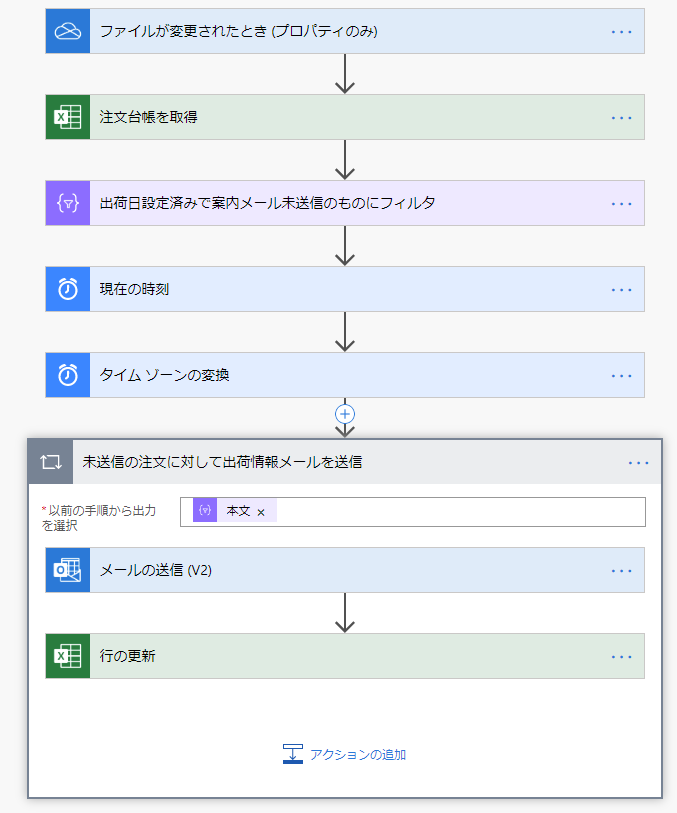 ファイルが変更されたとき (プロパティのみ)
注文台帳を取得
出荷日設定済みで案内メール未送信のものにフィルタ
現在の時刻
タイム ゾーンの変換
未送信の注文に対して出荷情報メールを送信
*以前の手順から出力
を選択
本文 ×
メールの送信 (V2)
行の更新
アクションの追加